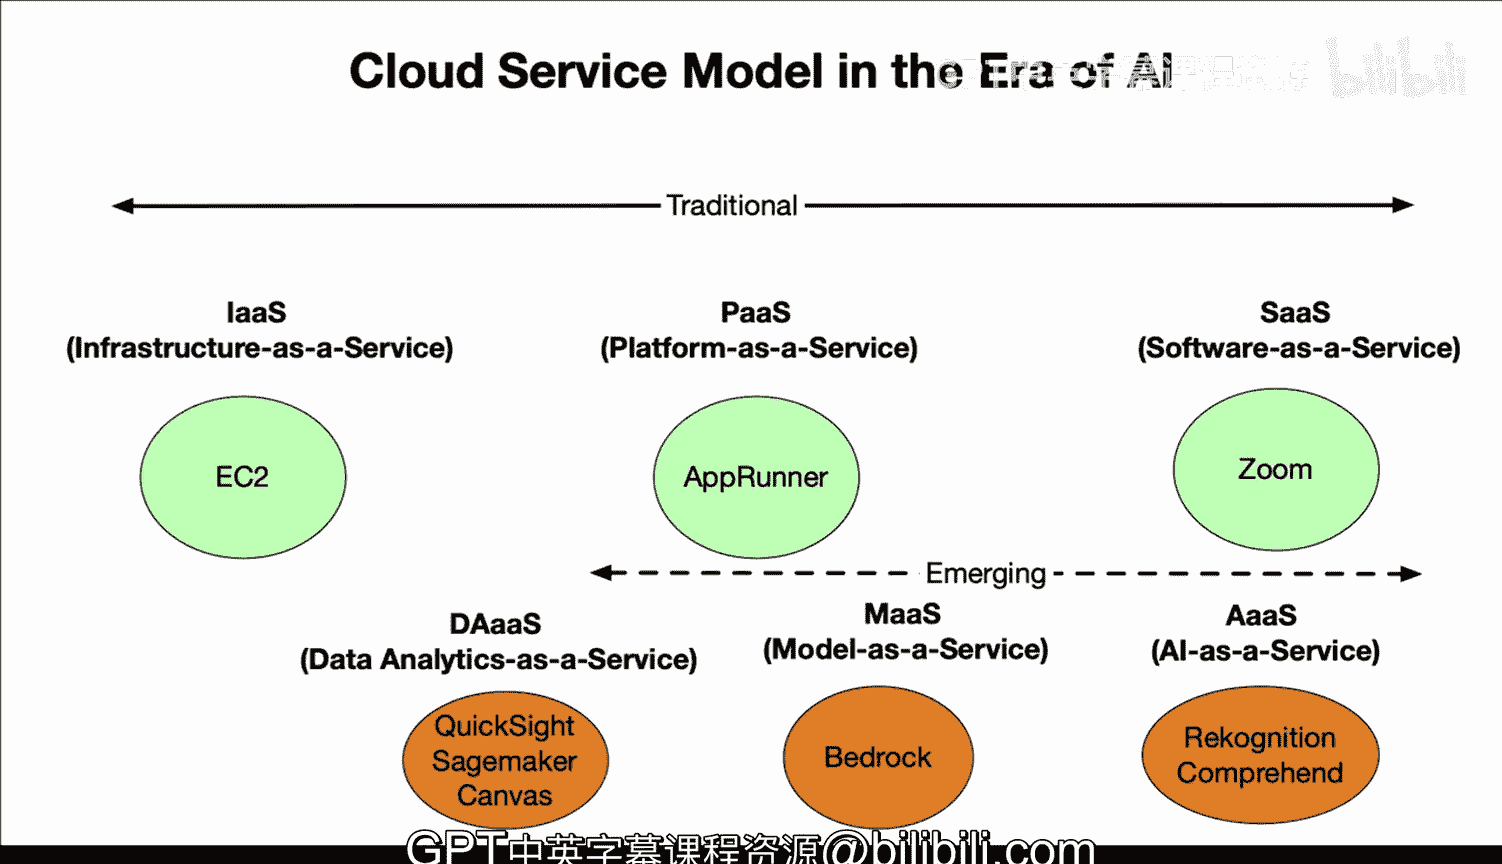 Cloud Service Model in the Era of Ai
bilibili
Traditional
IaaS
(Infrastructure-as-a-Service)
PaaS
(Platform-as-a-Service)
SaaS
(Software-as-a-Service)
EC2
AppRunner
Zoom
Emerging
DAaaS
(Data Analytics-as-a-Service)
MaaS
(Model-as-a-Service)
AaaS
(AI-as-a-Service)
QuickSight
Sagemaker
Canvas
Bedrock
Rekognition
Comprehend
GPT中英字幕课程资源@bilibili.com